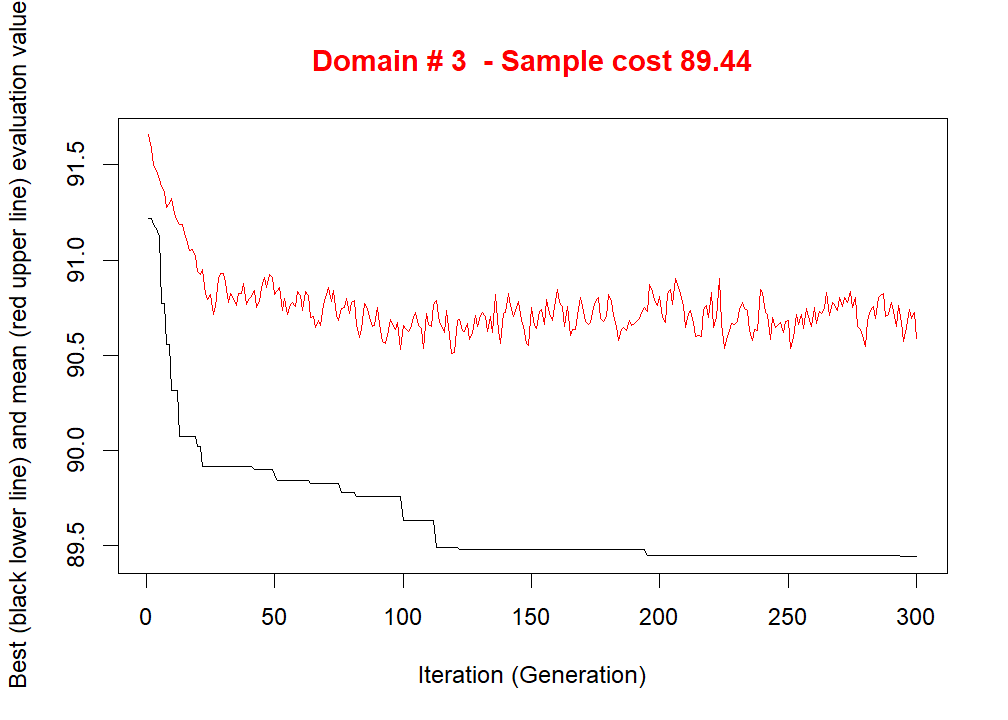 Domain # 3  - Sample cost 89.44
Best (black lower line) and mean (red upper line) evaluation value
91.5
91.0
90.5
90.0
89.5
0 50 100 150 200 250 300
Iteration (Generation)